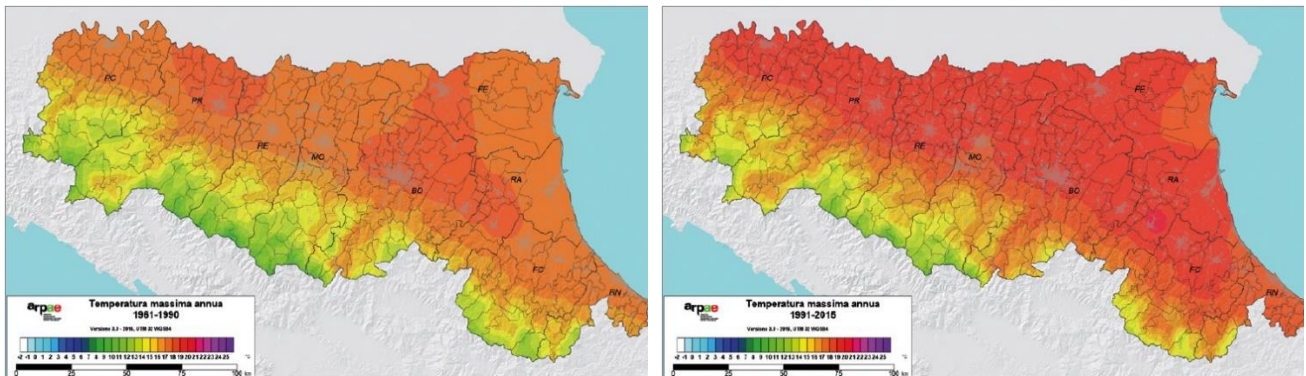 PC
PR
RE
MO
BO
FE
RA
FC
RN
arpae
Temperatura massima annua
1961-1990
<2 -1 0 1 2 3 4 5 6 7 8 9 10 11 12 13 14 15 16 17 18 19 20 21 22 23 24 25 °C
0 25 50 75 100 km
PC
PR
RE
MO
BO
FE
RA
FC
RN
arpae
Temperatura massima annua
1991-2015
<2 -1 0 1 2 3 4 5 6 7 8 9 10 11 12 13 14 15 16 17 18 19 20 21 22 23 24 25 °C
0 25 50 75 100 km